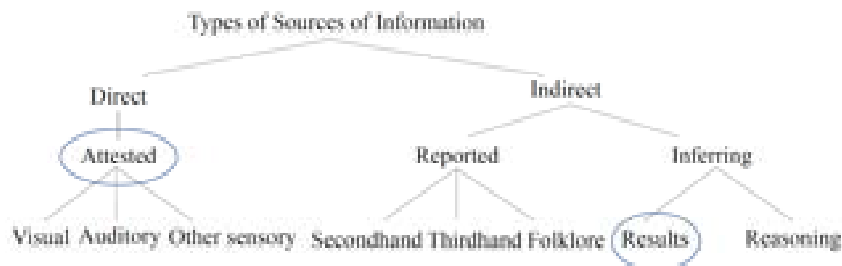 Types of Sources of Information
Direct Indirect
Attested Reported Inferring
Visual Auditory Other sensory Secondhand Thirdhand Folklore Results Reasoning